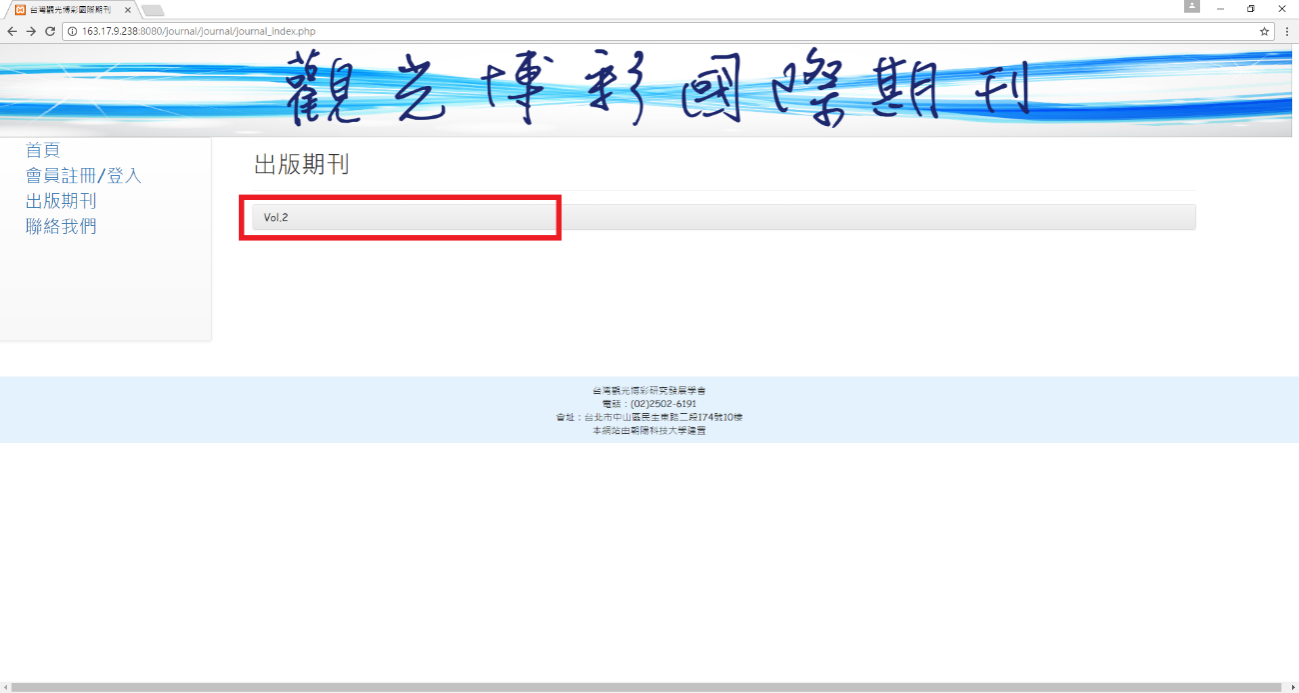 台灣觀光博彩國際期刊
163.17.9.238:8080/journal/journal/journal_index.php
觀光博彩國際期刊
首頁
會員註冊/登入
出版期刊
聯絡我們
出版期刊
Vol.2
台灣觀光博彩研究發展學會
電話：(02)2502-6191
會址：台北市中山區民生東路二段174號10樓
本網站由朝陽科技大學建置